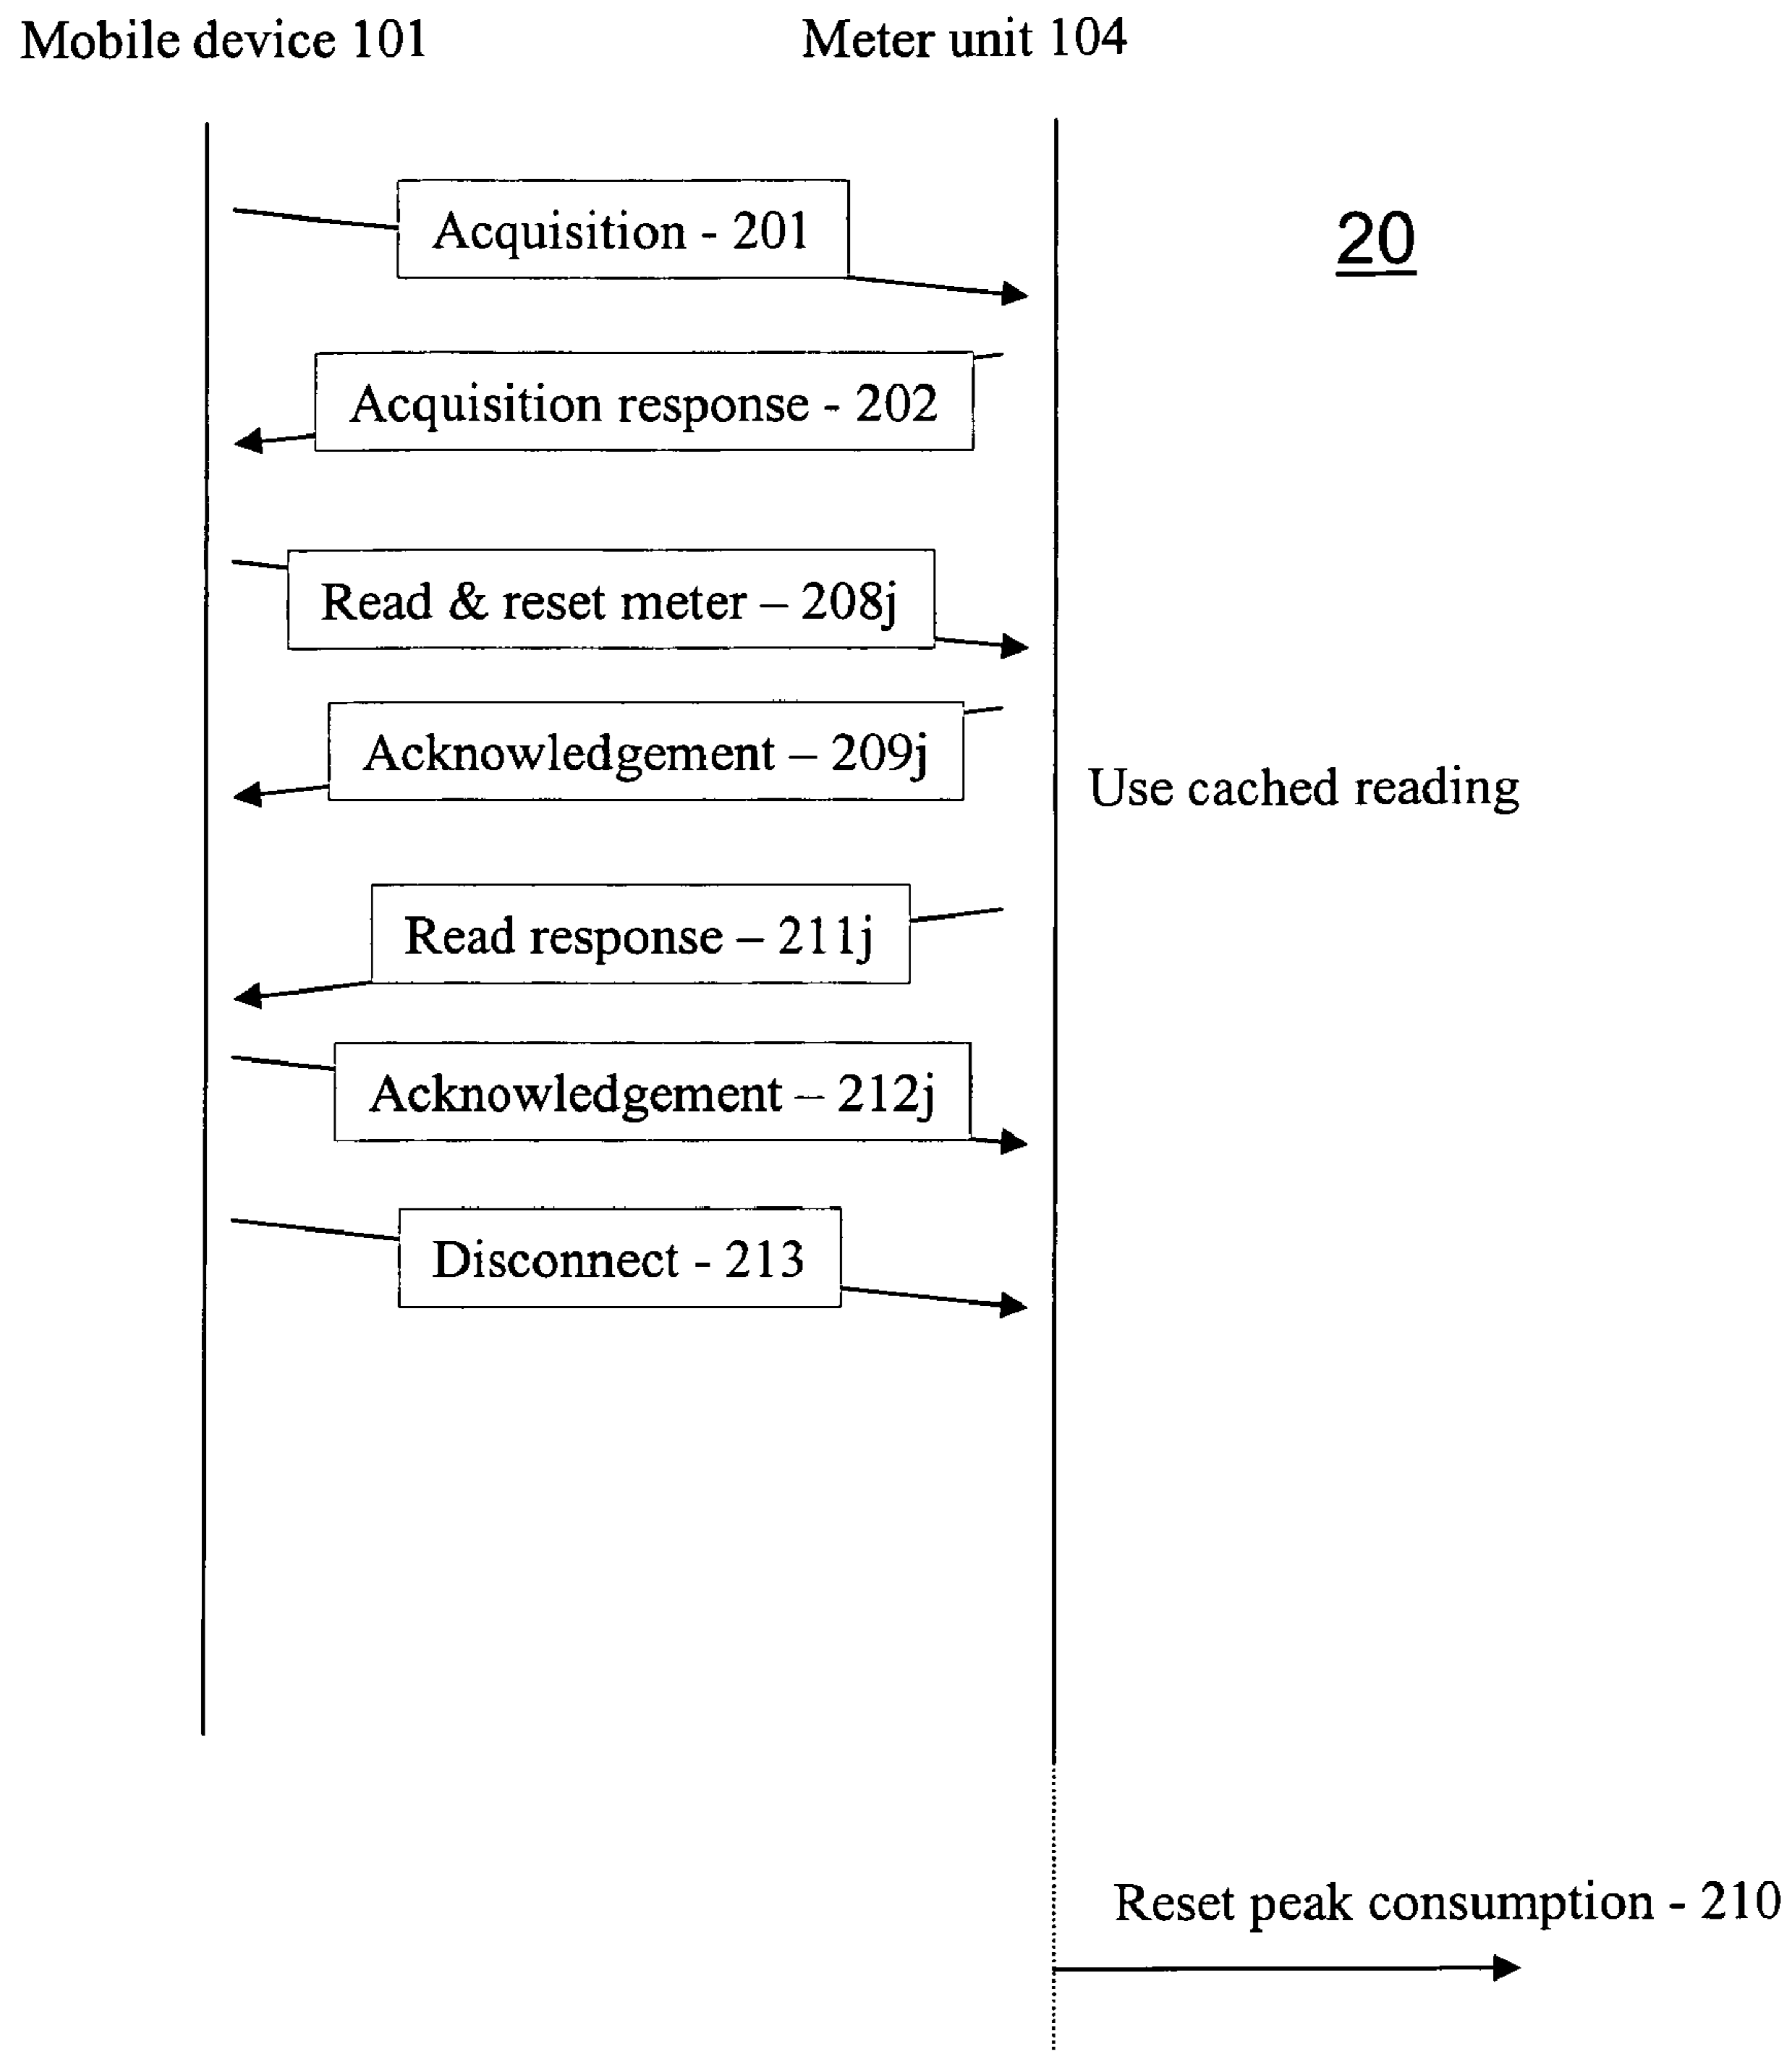 Mobile device 101
Meter unit 104
Acquisition - 201
20
Acquisition response - 202
Read & reset meter – 208j
Acknowledgement – 209j
Use cached reading
Read response – 211j
Acknowledgement – 212j
Disconnect - 213
Reset peak consumption - 210